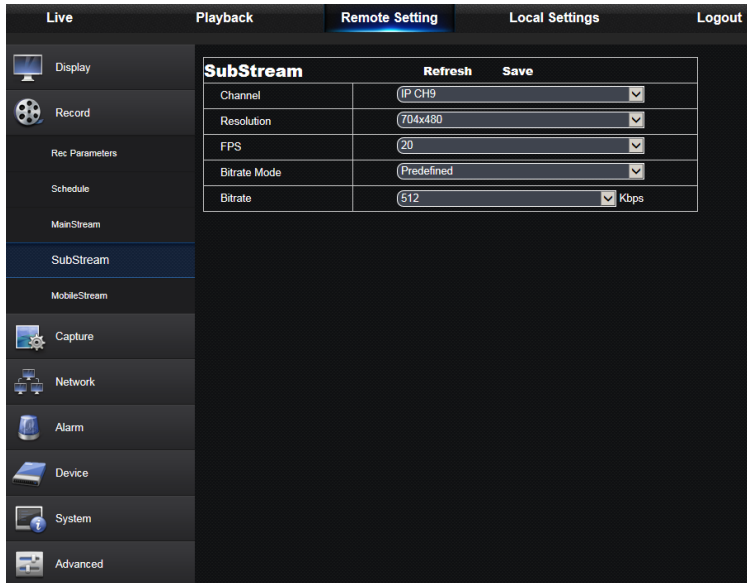 Live Playback Remote Setting Local Settings Logout
Display
Record
Rec Parameters
Schedule
MainStream
SubStream
MobileStream
Capture
Network
Alarm
Device
System
Advanced
SubStream Refresh Save
Channel IP CH9
Resolution 704x480
FPS 20
Bitrate Mode Predefined
Bitrate 512 Kbps